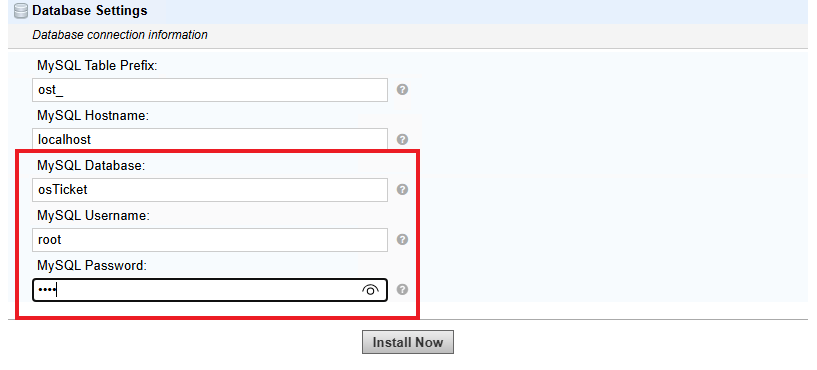 Database Settings
Database connection information
MySQL Table Prefix:
ost_
MySQL Hostname:
localhost
MySQL Database:
osTicket
MySQL Username:
root
MySQL Password:
••••
Install Now